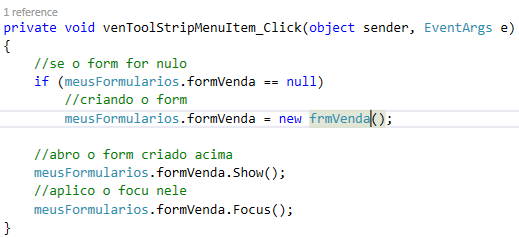 1 reference
private void venToolStripMenuItem_Click(object sender, EventArgs e)
{
//se o form for nulo
if (meusFormularios.formVenda == null)
//criando o form
meusFormularios.formVenda = new frmVenda();
//abro o form criado acima
meusFormularios.formVenda.Show();
//aplico o focu nele
meusFormularios.formVenda.Focus();
}